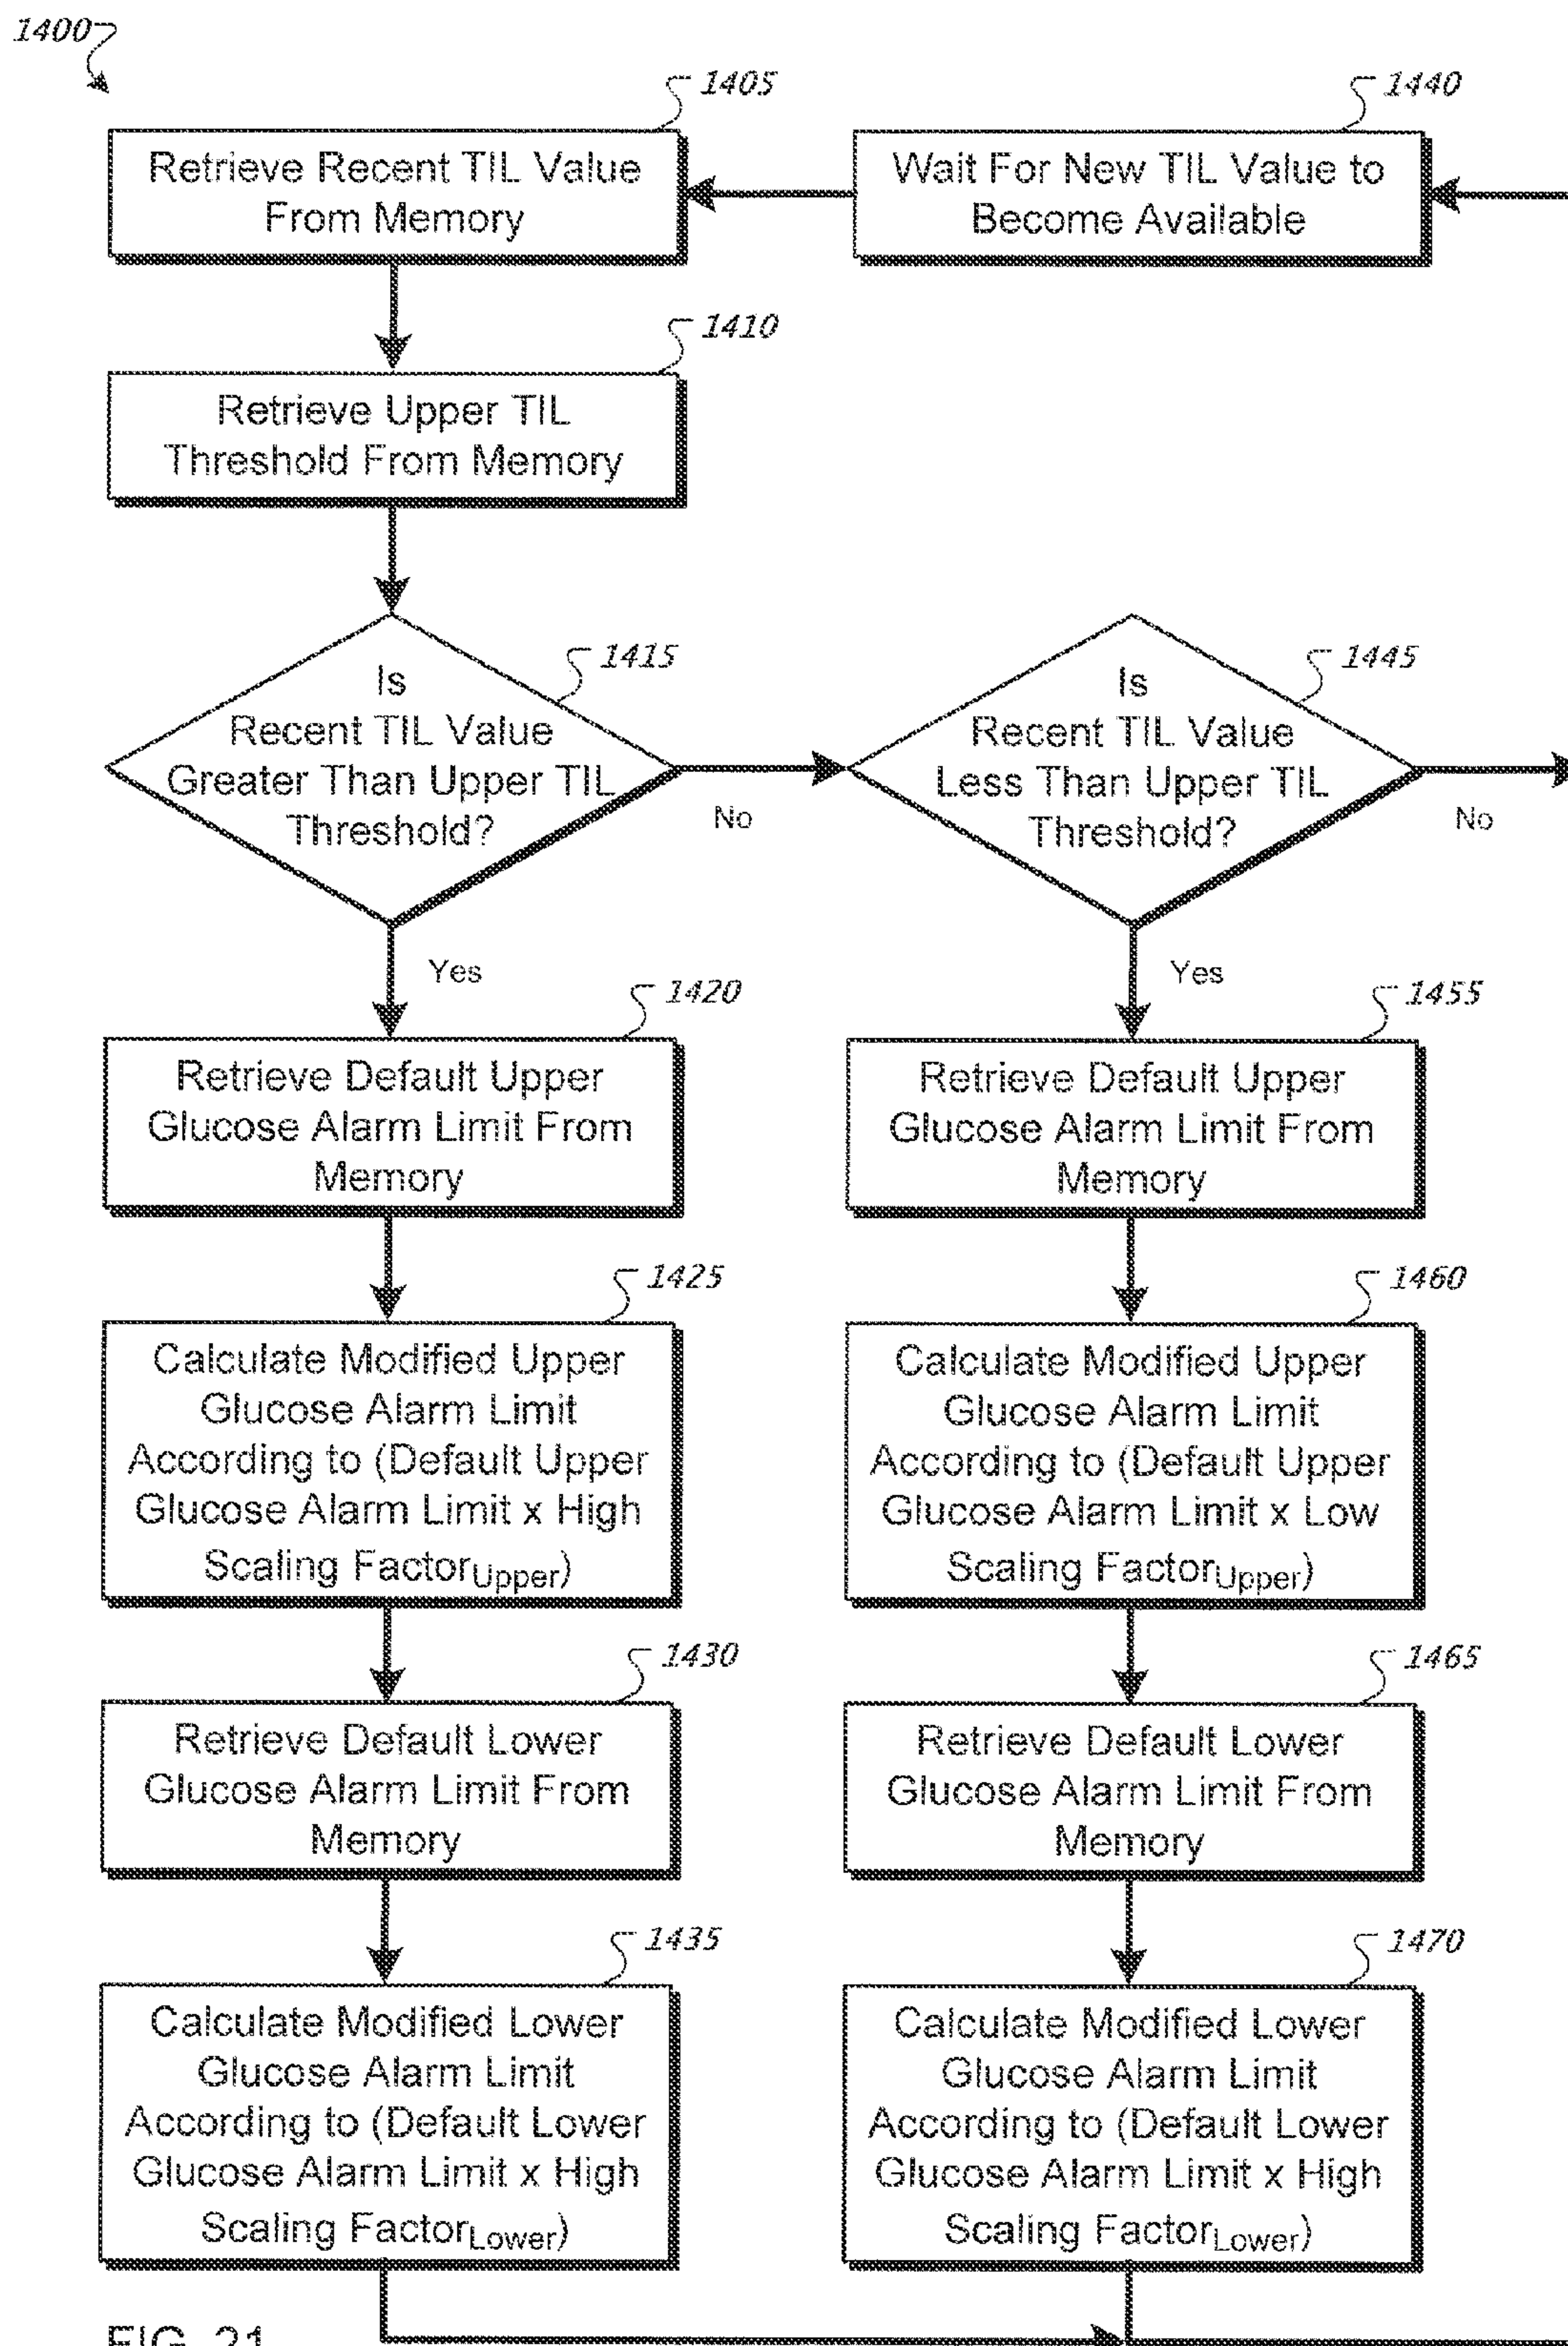 1400
1405
Retrieve Recent TIL Value
From Memory
1440
Wait For New TIL Value to
Become Available
1410
Retrieve Upper TIL
Threshold From Memory
1415
Is
Recent TIL Value
Greater Than Upper TIL
Threshold?
No
Yes
1445
Is
Recent TIL Value
Less Than Upper TIL
Threshold?
No
Yes
1420
Retrieve Default Upper
Glucose Alarm Limit From
Memory
1455
Retrieve Default Upper
Glucose Alarm Limit From
Memory
1425
Calculate Modified Upper
Glucose Alarm Limit
According to (Default Upper
Glucose Alarm Limit x High
Scaling FactorUpper)
1460
Calculate Modified Upper
Glucose Alarm Limit
According to (Default Upper
Glucose Alarm Limit x Low
Scaling FactorUpper)
1430
Retrieve Default Lower
Glucose Alarm Limit From
Memory
1465
Retrieve Default Lower
Glucose Alarm Limit From
Memory
1435
Calculate Modified Lower
Glucose Alarm Limit
According to (Default Lower
Glucose Alarm Limit x High
Scaling FactorLower)
1470
Calculate Modified Lower
Glucose Alarm Limit
According to (Default Lower
Glucose Alarm Limit x High
Scaling FactorLower)
FIG. 21